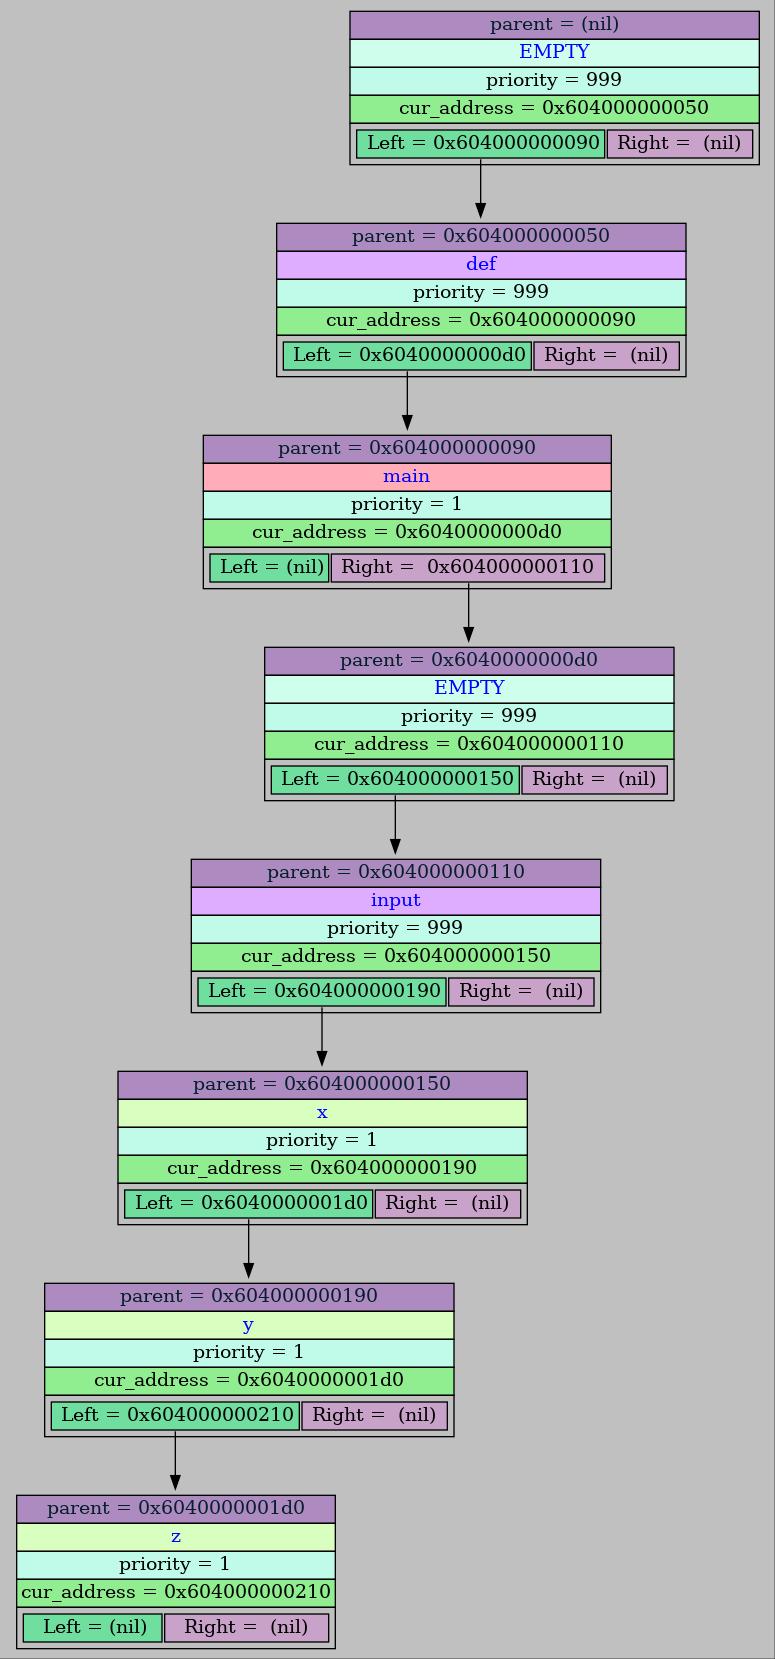 parent = (nil)
EMPTY
priority = 999
cur_address = 0x604000000050
Left = 0x604000000090 Right = (nil)
parent = 0x604000000050
def
priority = 999
cur_address = 0x604000000090
Left = 0x6040000000d0 Right = (nil)
parent = 0x604000000090
main
priority = 1
cur_address = 0x6040000000d0
Left = (nil) Right = 0x604000000110
parent = 0x6040000000d0
EMPTY
priority = 999
cur_address = 0x604000000110
Left = 0x604000000150 Right = (nil)
parent = 0x604000000110
input
priority = 999
cur_address = 0x604000000150
Left = 0x604000000190 Right = (nil)
parent = 0x604000000150
x
priority = 1
cur_address = 0x604000000190
Left = 0x6040000001d0 Right = (nil)
parent = 0x604000000190
y
priority = 1
cur_address = 0x6040000001d0
Left = 0x604000000210 Right = (nil)
parent = 0x6040000001d0
z
priority = 1
cur_address = 0x604000000210
Left = (nil) Right = (nil)